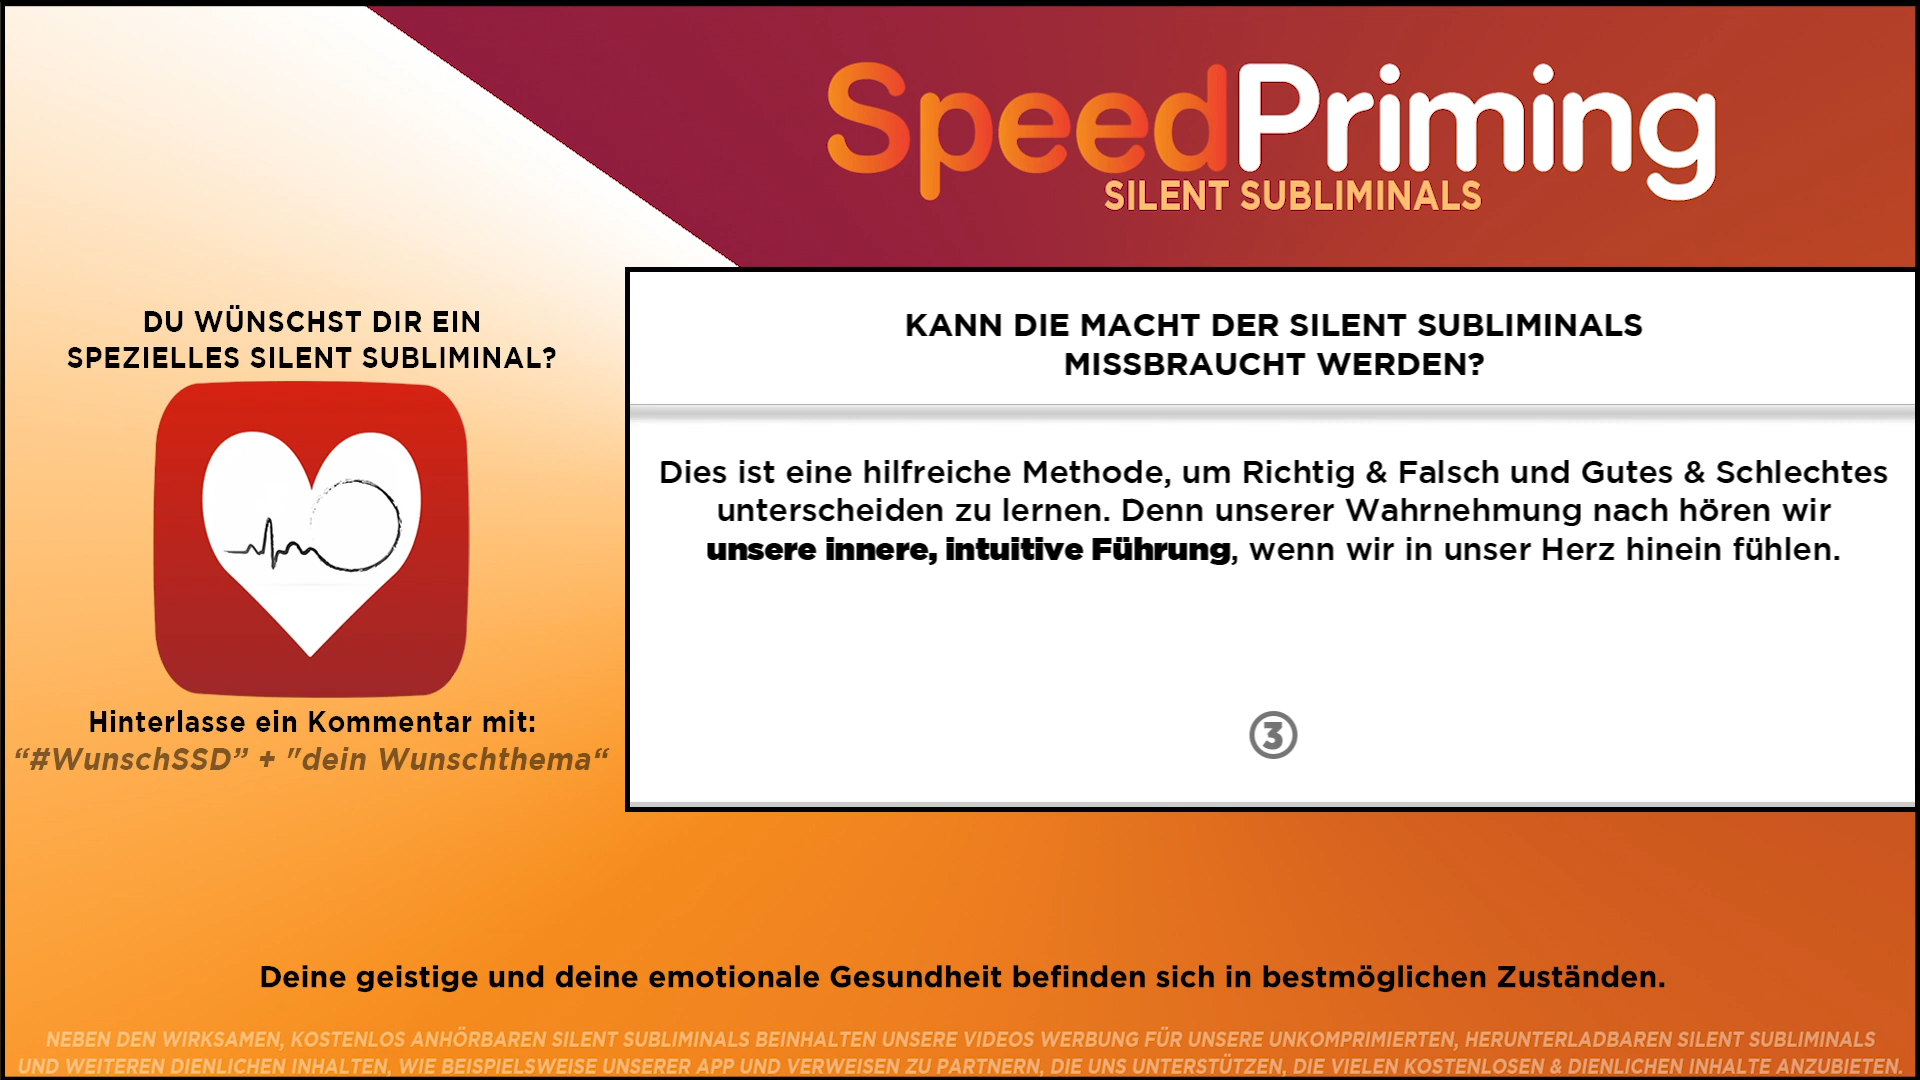 SpeedPriming
SILENT SUBLIMINALS
DU WÜNSCHST DIR EIN
SPEZIELLES SILENT SUBLIMINAL?
Hinterlasse ein Kommentar mit:
“#WunschSSD” + "dein Wunschthema“
KANN DIE MACHT DER SILENT SUBLIMINALS
MISSBRAUCHT WERDEN?
Dies ist eine hilfreiche Methode, um Richtig & Falsch und Gutes & Schlechtes
unterscheiden zu lernen. Denn unserer Wahrnehmung nach hören wir
unsere innere, intuitive Führung, wenn wir in unser Herz hinein fühlen.
3
Deine geistige und deine emotionale Gesundheit befinden sich in bestmöglichen Zuständen.
NEBEN DEN WIRKSAMEN, KOSTENLOS ANHÖRBAREN SILENT SUBLIMINALS BEINHALTEN UNSERE VIDEOS WERBUNG FÜR UNSERE UNKOMPRIMIERTEN, HERUNTERLADBAREN SILENT SUBLIMINALS
UND WEITEREN DIENLICHEN INHALTEN, WIE BEISPIELSWEISE UNSERER APP UND VERWEISEN ZU PARTNERN, DIE UNS UNTERSTÜTZEN, DIE VIELEN KOSTENLOSEN & DIENLICHEN INHALTE ANZUBIETEN.